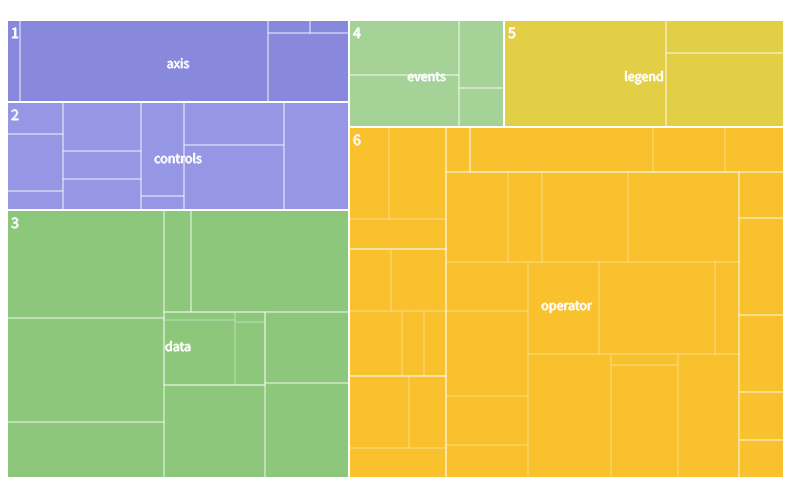 1
axis
2
controls
3
data
4
events
5
legend
6
operator